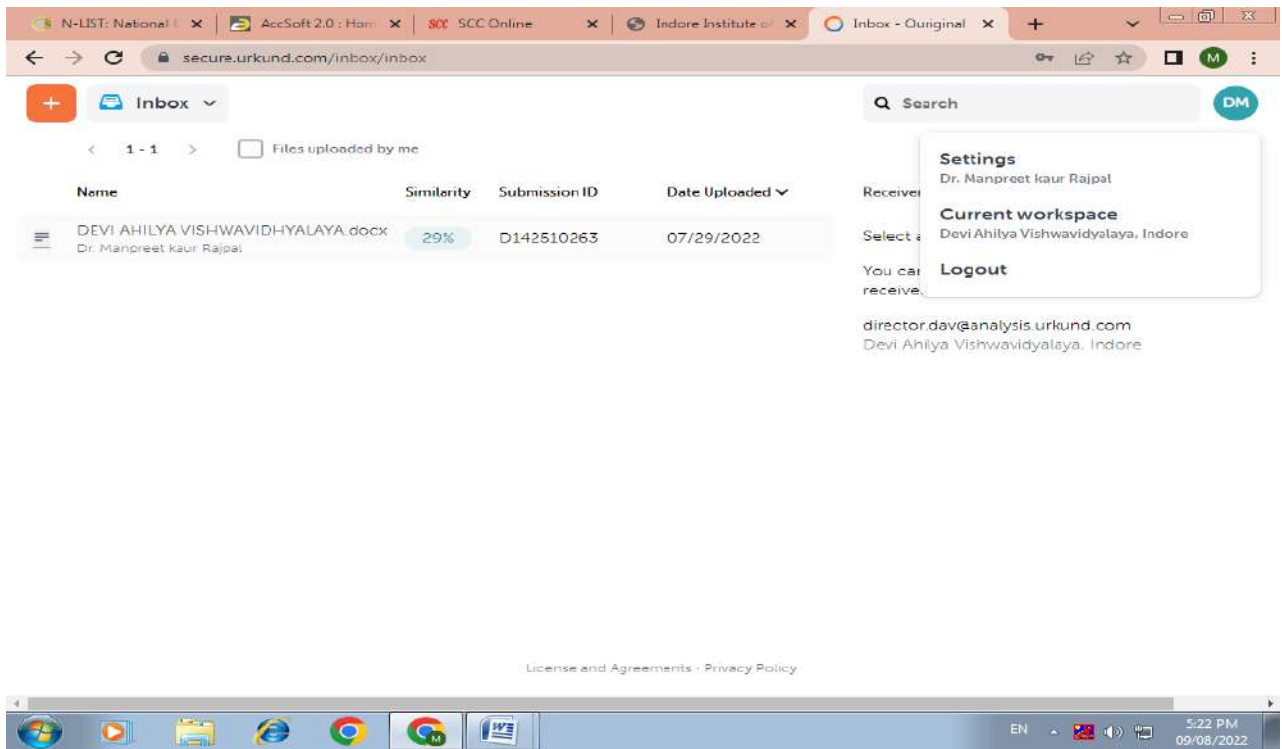 N-LIST: National
AccSoft 2.0 : Hom
SCC SCC Online
Indore Institute of
Inbox - Ouriginal
secure.urkund.com/inbox/inbox
M
Inbox
Search
DM
1 - 1
Files uploaded by me
Settings
Dr. Manpreet kaur Rajpal
Name Similarity Submission ID Date Uploaded Receive
Current workspace
Devi Ahilya Vishwavidyalaya, Indore
DEVI AHILYA VISHWAVIDHYALAYA.docx 29% D142510263 07/29/2022 Select
Dr. Manpreet kaur Rajpal
Logout
You
receive
director.dav@analysis.urkund.com
Devi Ahilya Vishwavidyalaya, Indore
License and Agreements - Privacy Policy
EN
5:22 PM
09/08/2022